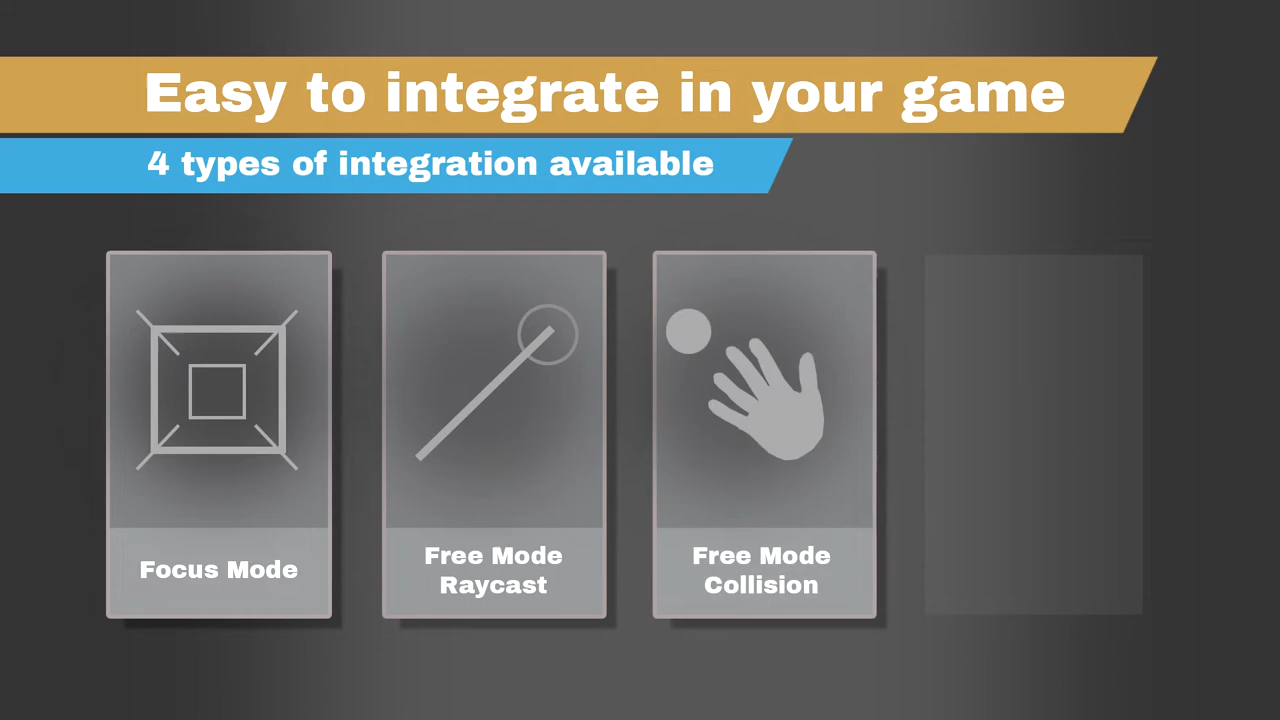 Easy to integrate in your game
4 types of integration available
Focus Mode
Free Mode
Raycast
Free Mode
Collision